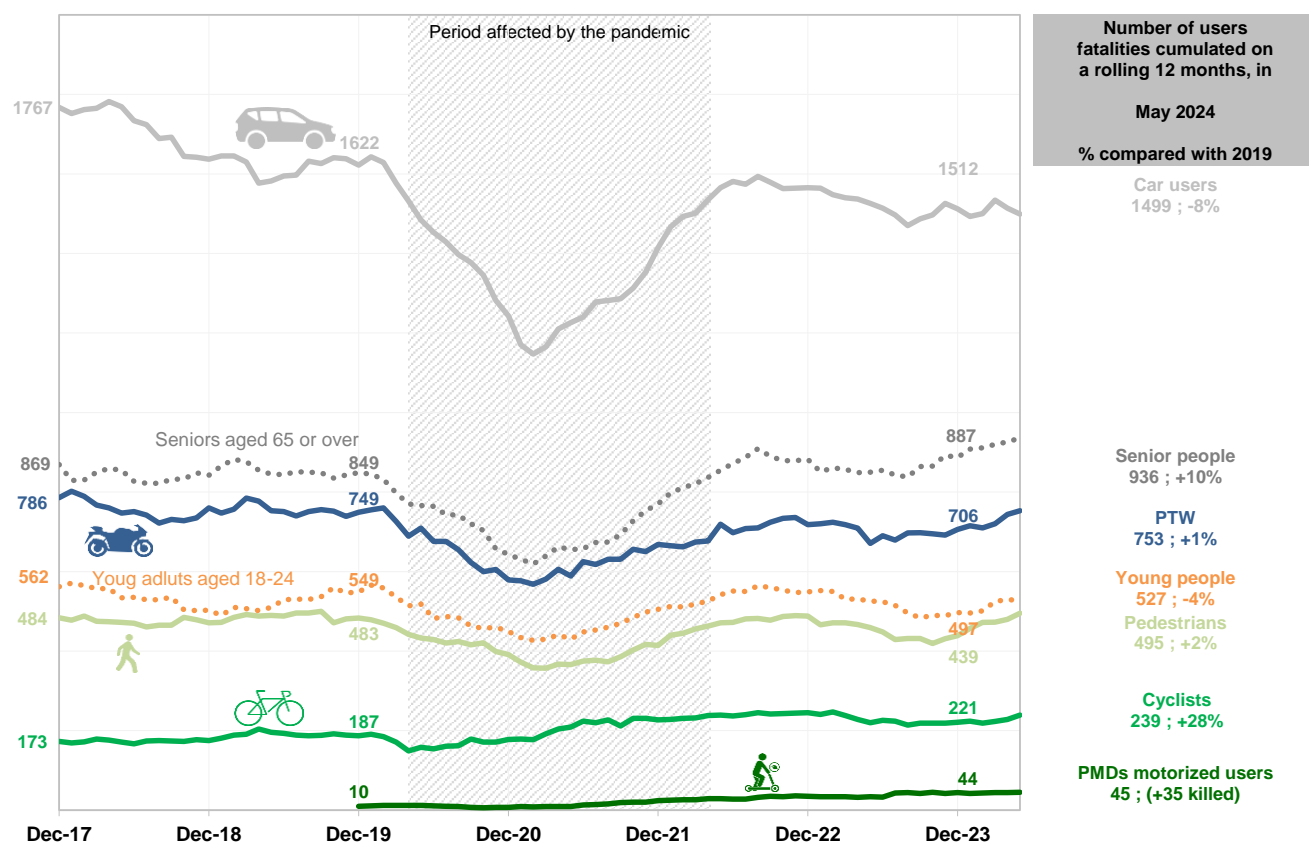 Period affected by the pandemic
Number of users
fatalities cumulated on
a rolling 12 months, in
May 2024
% compared with 2019
1767
1622
1512
Car users
1499 ; -8%
Seniors aged 65 or over
869
849
887
Senior people
936 ; +10%
786
749
706
PTW
753 ; +1%
562
Youg adluts aged 18-24
549
497
Young people
527 ; -4%
484
483
439
Pedestrians
495 ; +2%
173
187
221
Cyclists
239 ; +28%
10
44
PMDs motorized users
45 ; (+35 killed)
Dec-17
Dec-18
Dec-19
Dec-20
Dec-21
Dec-22
Dec-23